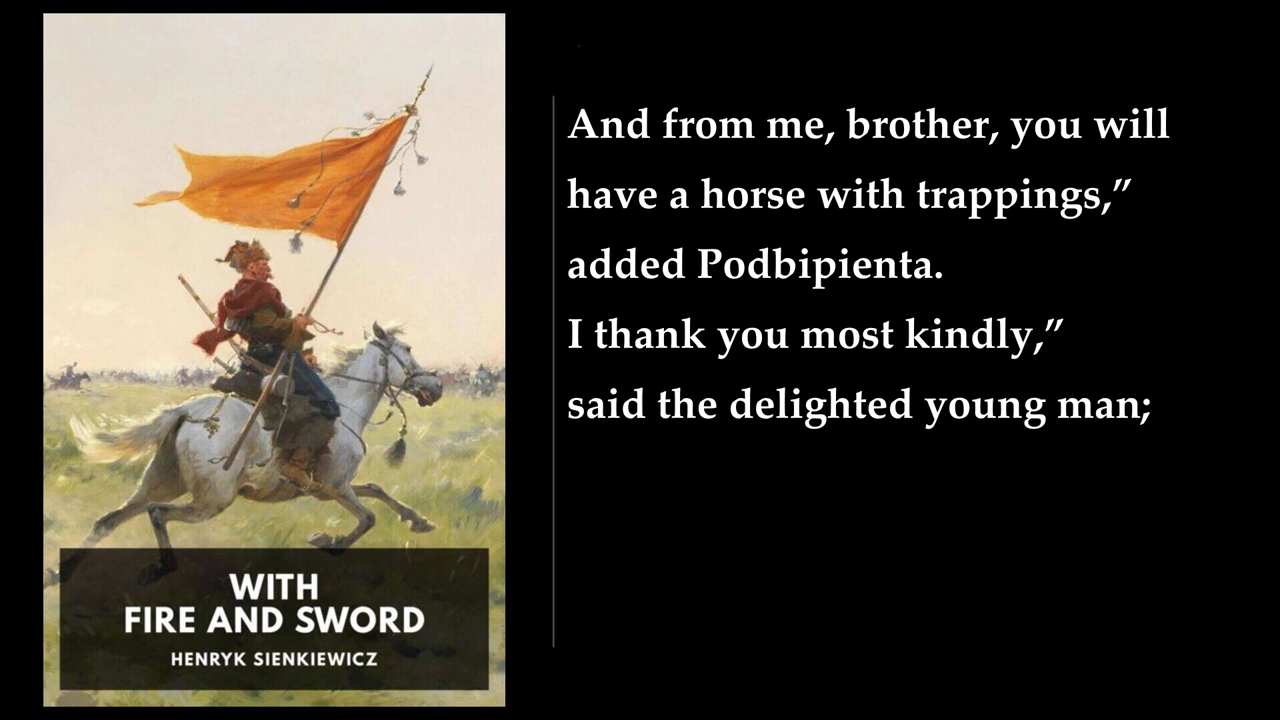 And from me, brother, you will
have a horse with trappings,”
added Podbipienta.
I thank you most kindly,”
said the delighted young man;
WITH
FIRE AND SWORD
HENRYK SIENKIEWICZ